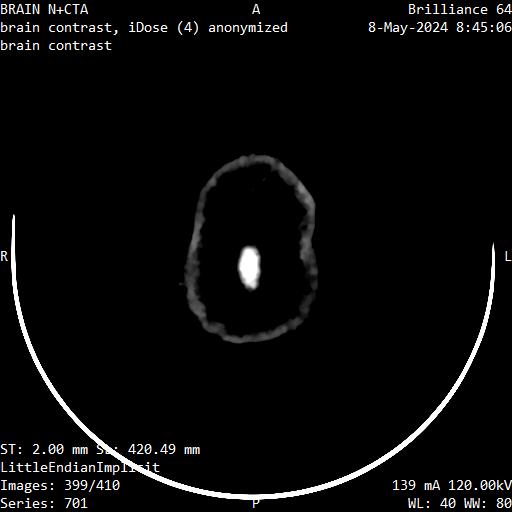 BRAIN N+CTA
A
Brilliance 64
brain contrast, iDose (4) anonymized
8-May-2024 8:45:06
brain contrast
R
L
ST: 2.00 mm SL: 420.49 mm
LittleEndianImplicit
Images: 399/410
139 mA 120.00kV
Series: 701
P
WL: 40 WW: 80